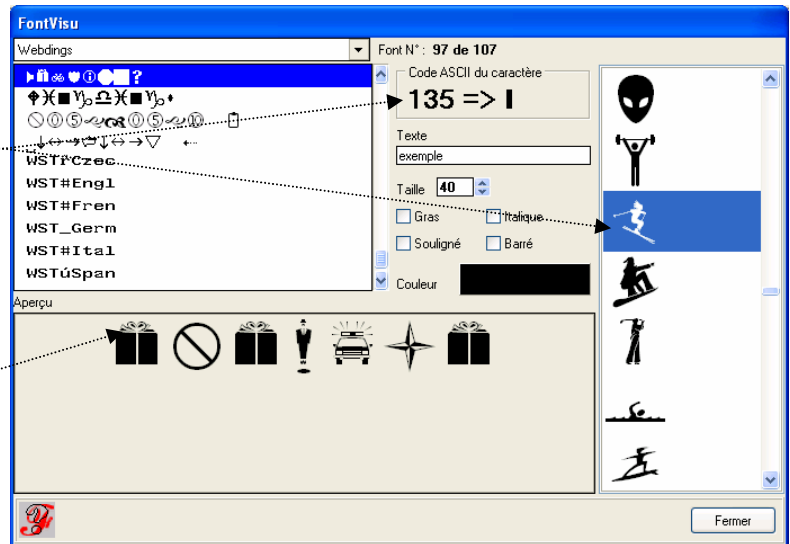 FontVisu
Webdings
Font N° : 97 de 107
Code ASCII du caractère
135 => I
Texte
exemple
Taille 40
Gras Italique
Souligné Barré
Couleur
WSTřCzec
WST#Engl
WST#Fren
WST_Germ
WST#Ital
WSTúSpan
Aperçu
Fermer